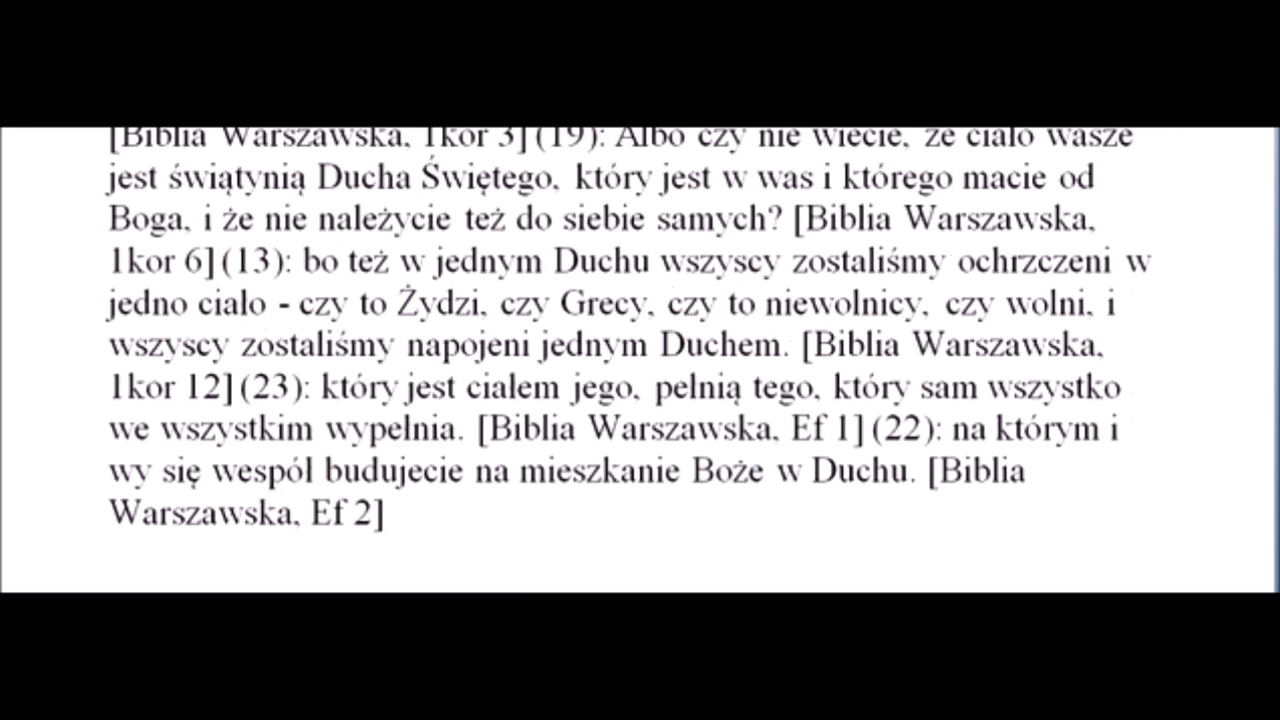 [Biblia Warszawska, 1kor 3] (19): Albo czy nie wiecie, że ciało wasze
jest świątynią Ducha Świętego, który jest w was i którego macie od
Boga, i że nie należycie też do siebie samych? [Biblia Warszawska,
1kor 6] (13): bo też w jednym Duchu wszyscy zostaliśmy ochrzczeni w
jedno ciało - czy to Żydzi, czy Grecy, czy to niewolnicy, czy wolni, i
wszyscy zostaliśmy napojeni jednym Duchem. [Biblia Warszawska,
1kor 12] (23): który jest ciałem jego, pełnią tego, który sam wszystko
we wszystkim wypełnia. [Biblia Warszawska, Ef 1] (22): na którym i
wy się wespół budujecie na mieszkanie Boże w Duchu. [Biblia
Warszawska, Ef 2]